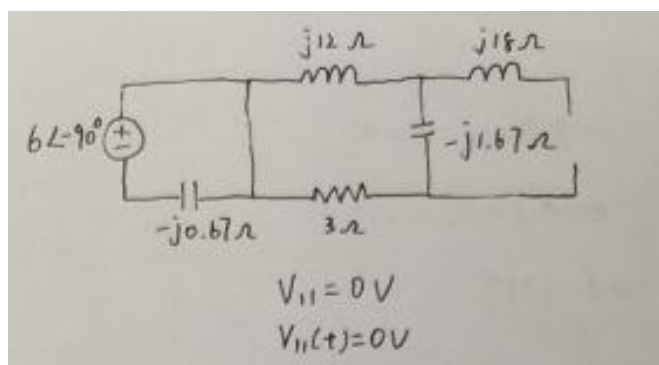 j12 Ω
j18 Ω
6∠-90°
+
-
-j1.67 Ω
-j0.67 Ω
3 Ω
V₁₁ = 0 V
V₁₁(t) = 0 V